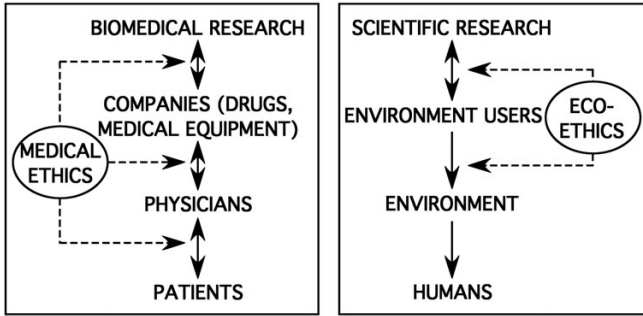 BIOMEDICAL RESEARCH
COMPANIES (DRUGS,
MEDICAL EQUIPMENT)
MEDICAL
ETHICS
PHYSICIANS
PATIENTS
SCIENTIFIC RESEARCH
ENVIRONMENT USERS
ECO-
ETHICS
ENVIRONMENT
HUMANS